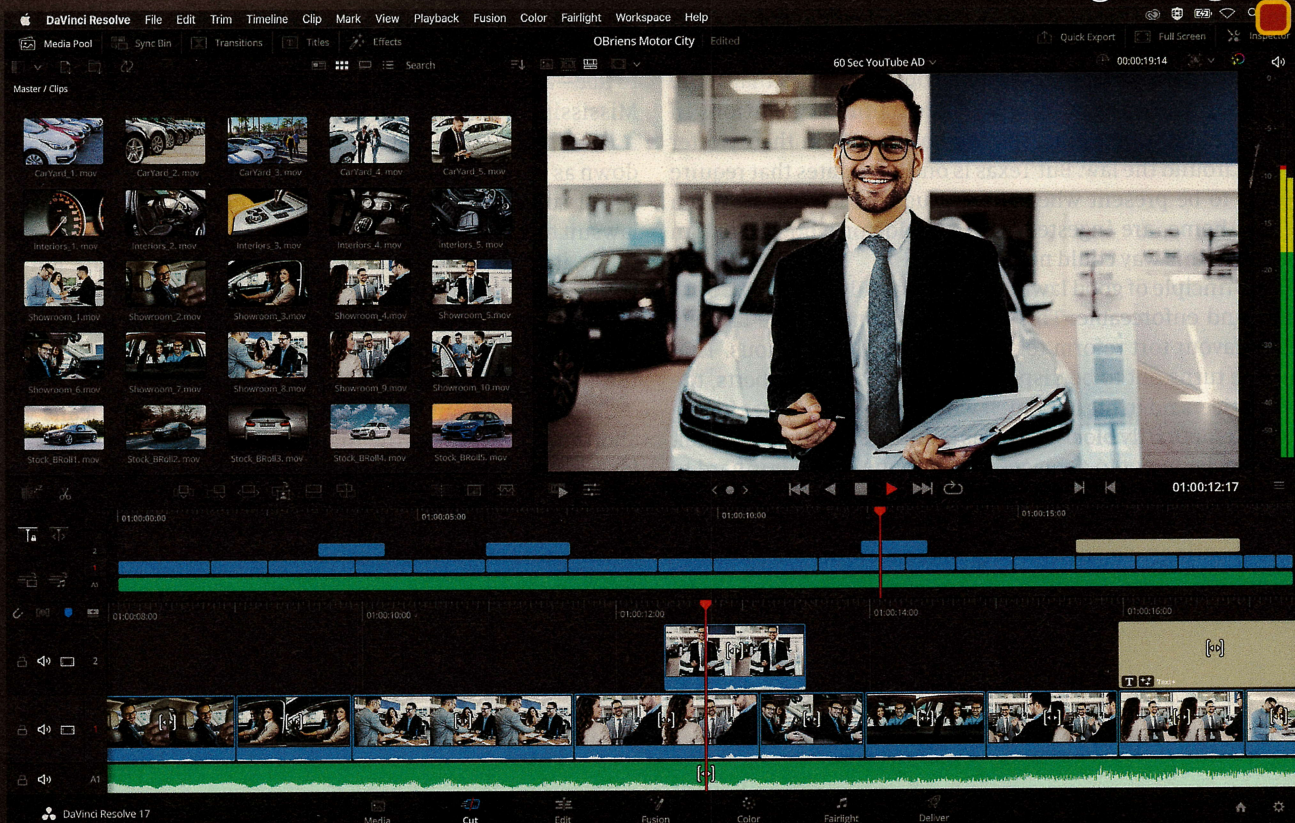 DaVinci Resolve File Edit Trim Timeline Clip Mark View Playback Fusion Color Fairlight Workspace Help
Media Pool Sync Bin Transitions Titles Effects OBriens Motor City Edited Quick Export Full Screen Inspector
Search 60 Sec YouTube AD 00:00:19:14
Master / Clips
CarYard_1.mov CarYard_2.mov CarYard_3.mov CarYard_4.mov CarYard_5.mov
Interiors_1.mov Interiors_2.mov Interiors_3.mov Interiors_4.mov Interiors_5.mov
Showroom_1.mov Showroom_2.mov Showroom_3.mov Showroom_4.mov Showroom_5.mov
Showroom_6.mov Showroom_7.mov Showroom_8.mov Showroom_9.mov Showroom_10.mov
Stock_BRoll1.mov Stock_BRoll2.mov Stock_BRoll3.mov Stock_BRoll4.mov Stock_BRoll5.mov
01:00:12:17
01:00:00:00 01:00:05:00 01:00:10:00 01:00:15:00
2
1
A1
01:00:08:00 01:00:10:00 01:00:12:00 01:00:14:00 01:00:16:00
2
T Text+
1
A1
DaVinci Resolve 17 Media Cut Edit Fusion Color Fairlight Deliver